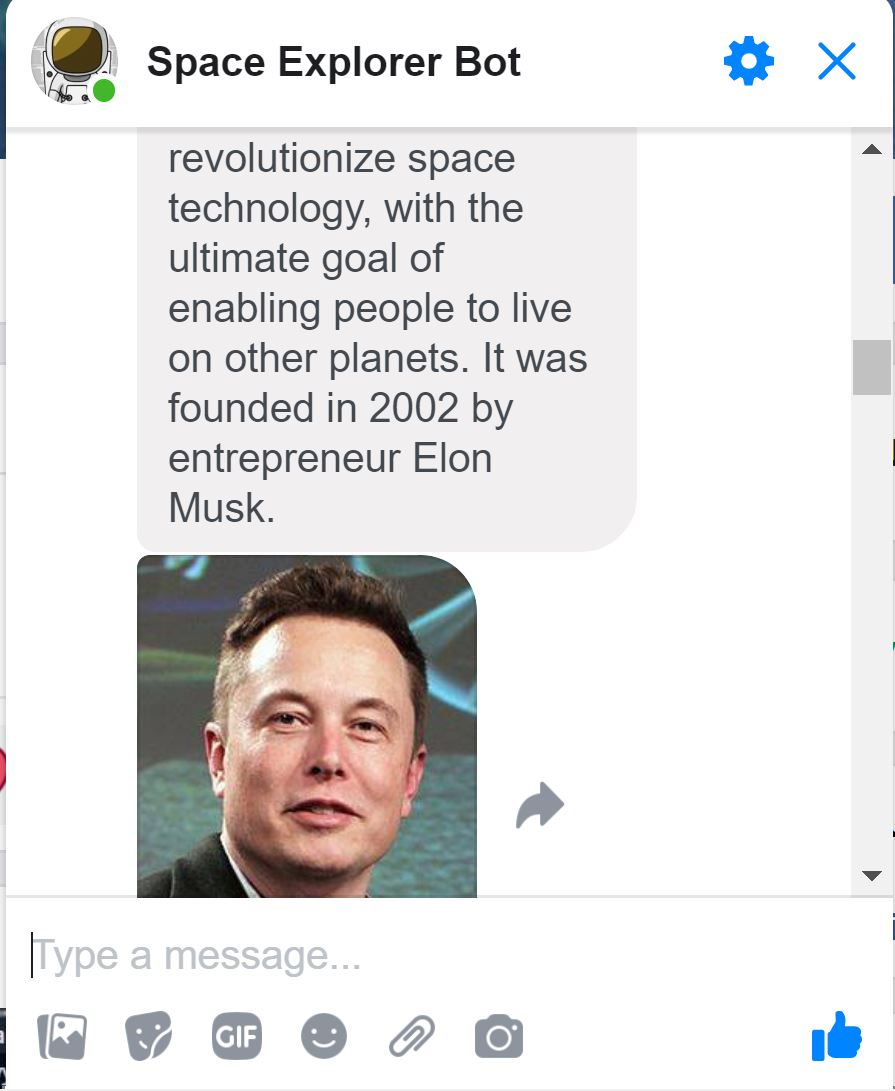 Space Explorer Bot
revolutionize space
technology, with the
ultimate goal of
enabling people to live
on other planets. It was
founded in 2002 by
entrepreneur Elon
Musk.
Type a message...
GIF